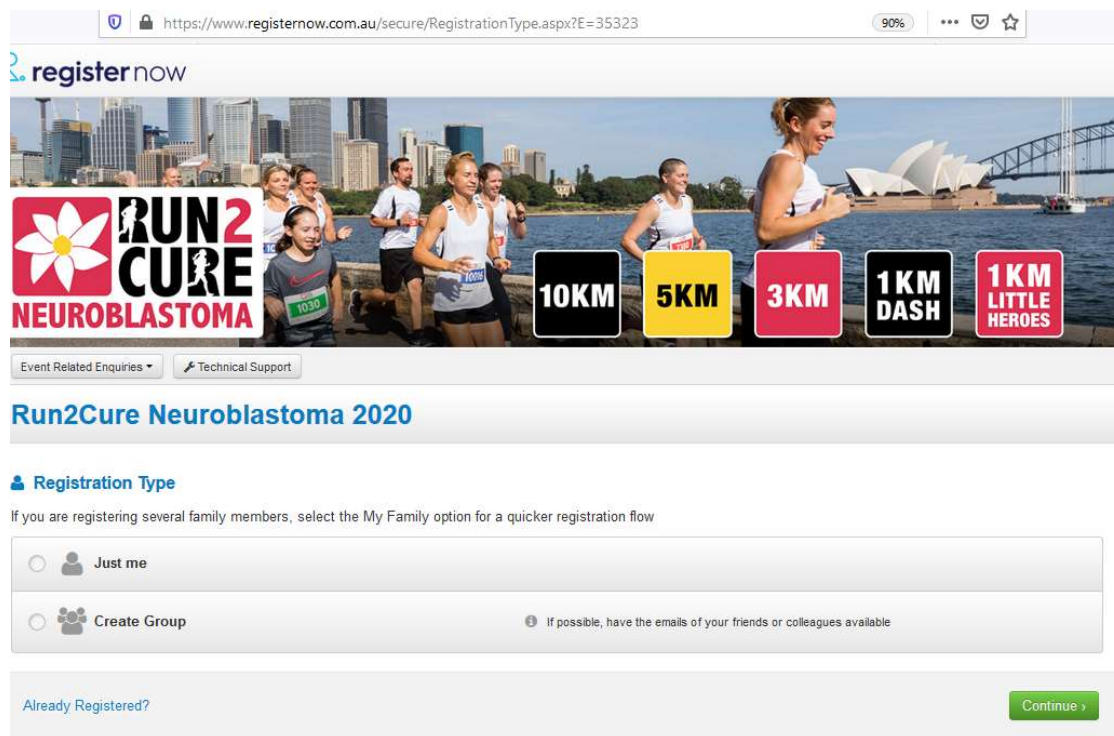 https://www.registernow.com.au/secure/RegistrationType.aspx?E=35323 90%
registernow
RUN2
CURE
NEUROBLASTOMA
1030
10016
10KM
5KM
3KM
1KM
DASH
1KM
LITTLE
HEROES
Event Related Enquiries
Technical Support
Run2Cure Neuroblastoma 2020
Registration Type
If you are registering several family members, select the My Family option for a quicker registration flow
Just me
Create Group
If possible, have the emails of your friends or colleagues available
Already Registered?
Continue ›